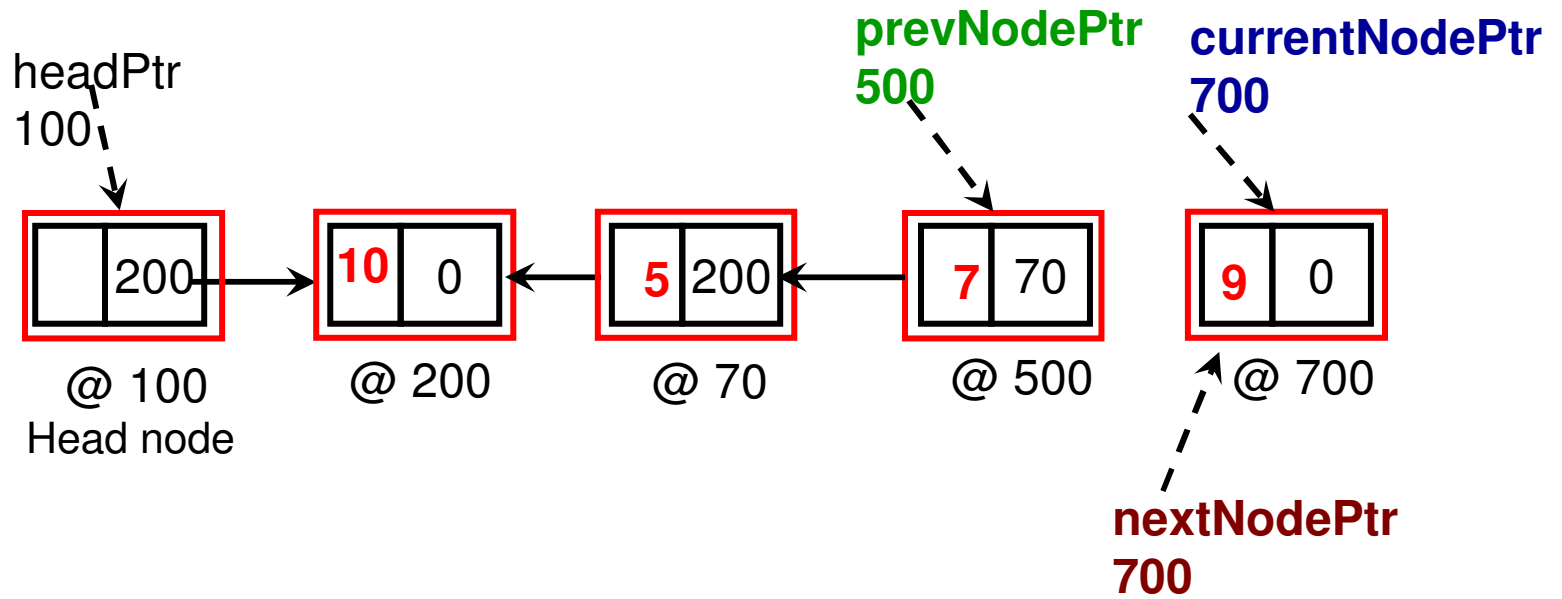 prevNodePtr
500
currentNodePtr
700
headPtr
100
200
10 0
5 200
7 70
9 0
@ 100
@ 200
@ 70
@ 500
@ 700
Head node
nextNodePtr
700